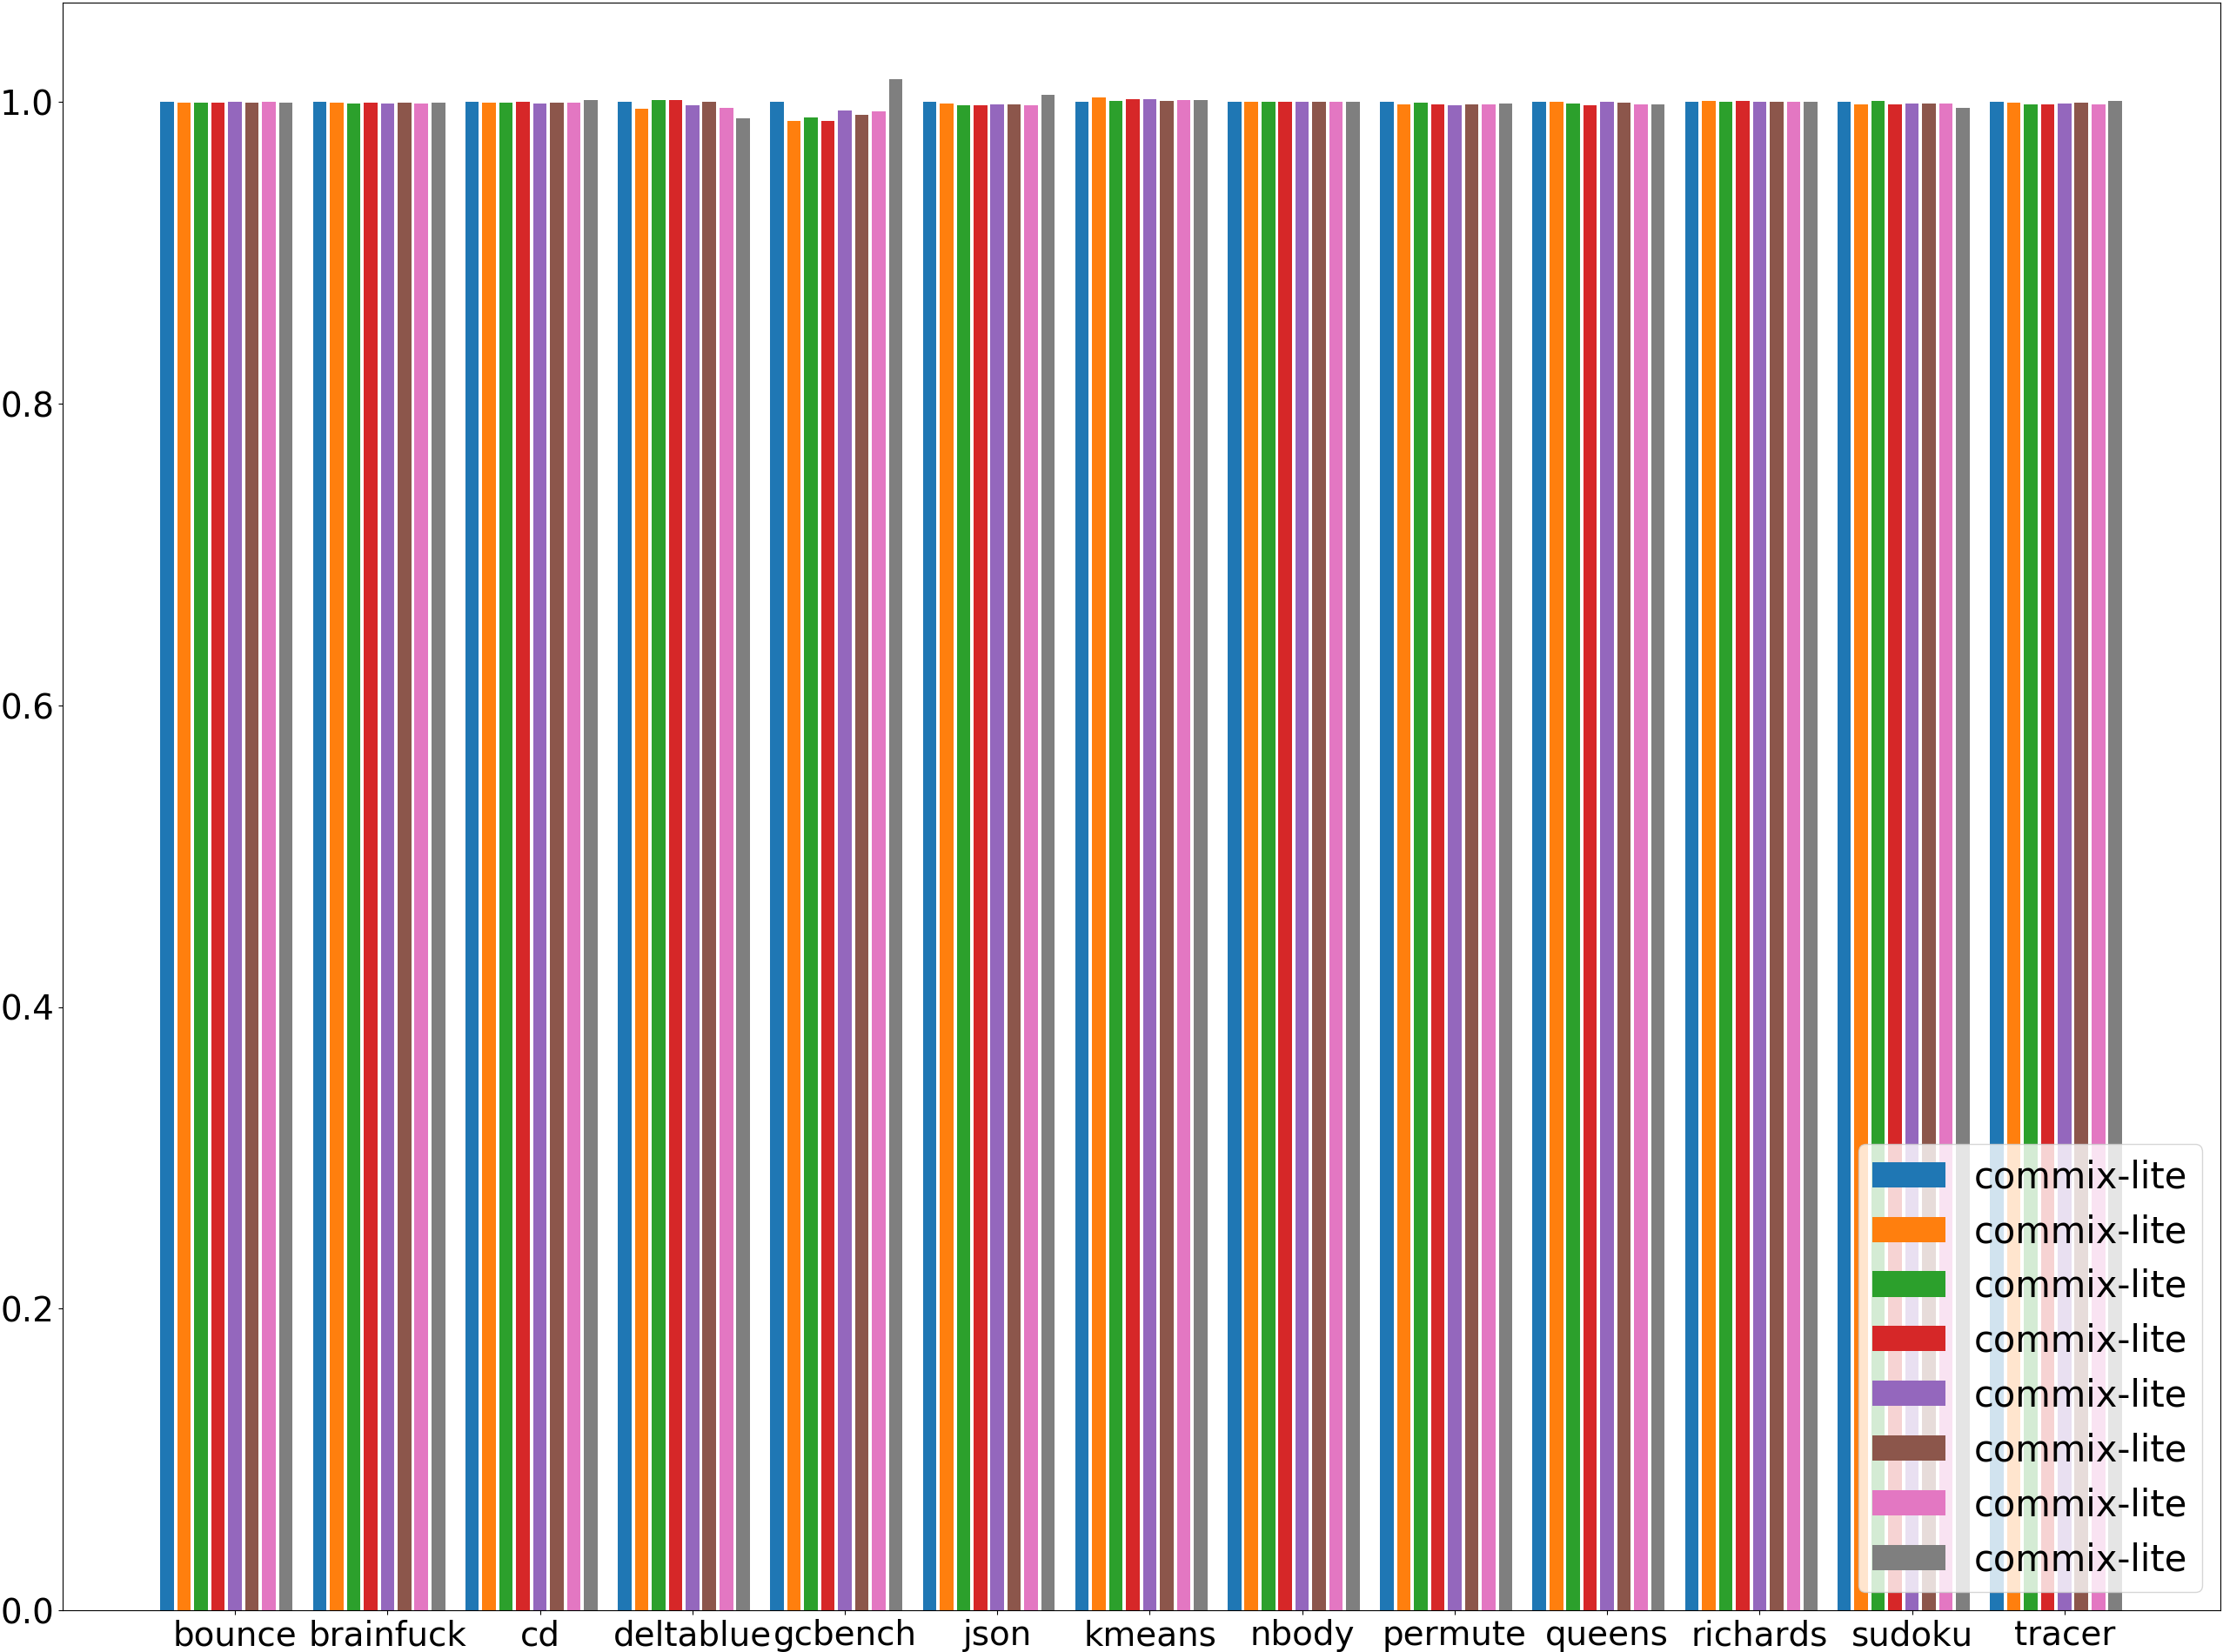 1.0
0.8
0.6
0.4
0.2
0.0
bounce brainfuck cd deltablue gcbench json kmeans nbody permute queens richards sudoku tracer
commix-lite
commix-lite
commix-lite
commix-lite
commix-lite
commix-lite
commix-lite
commix-lite